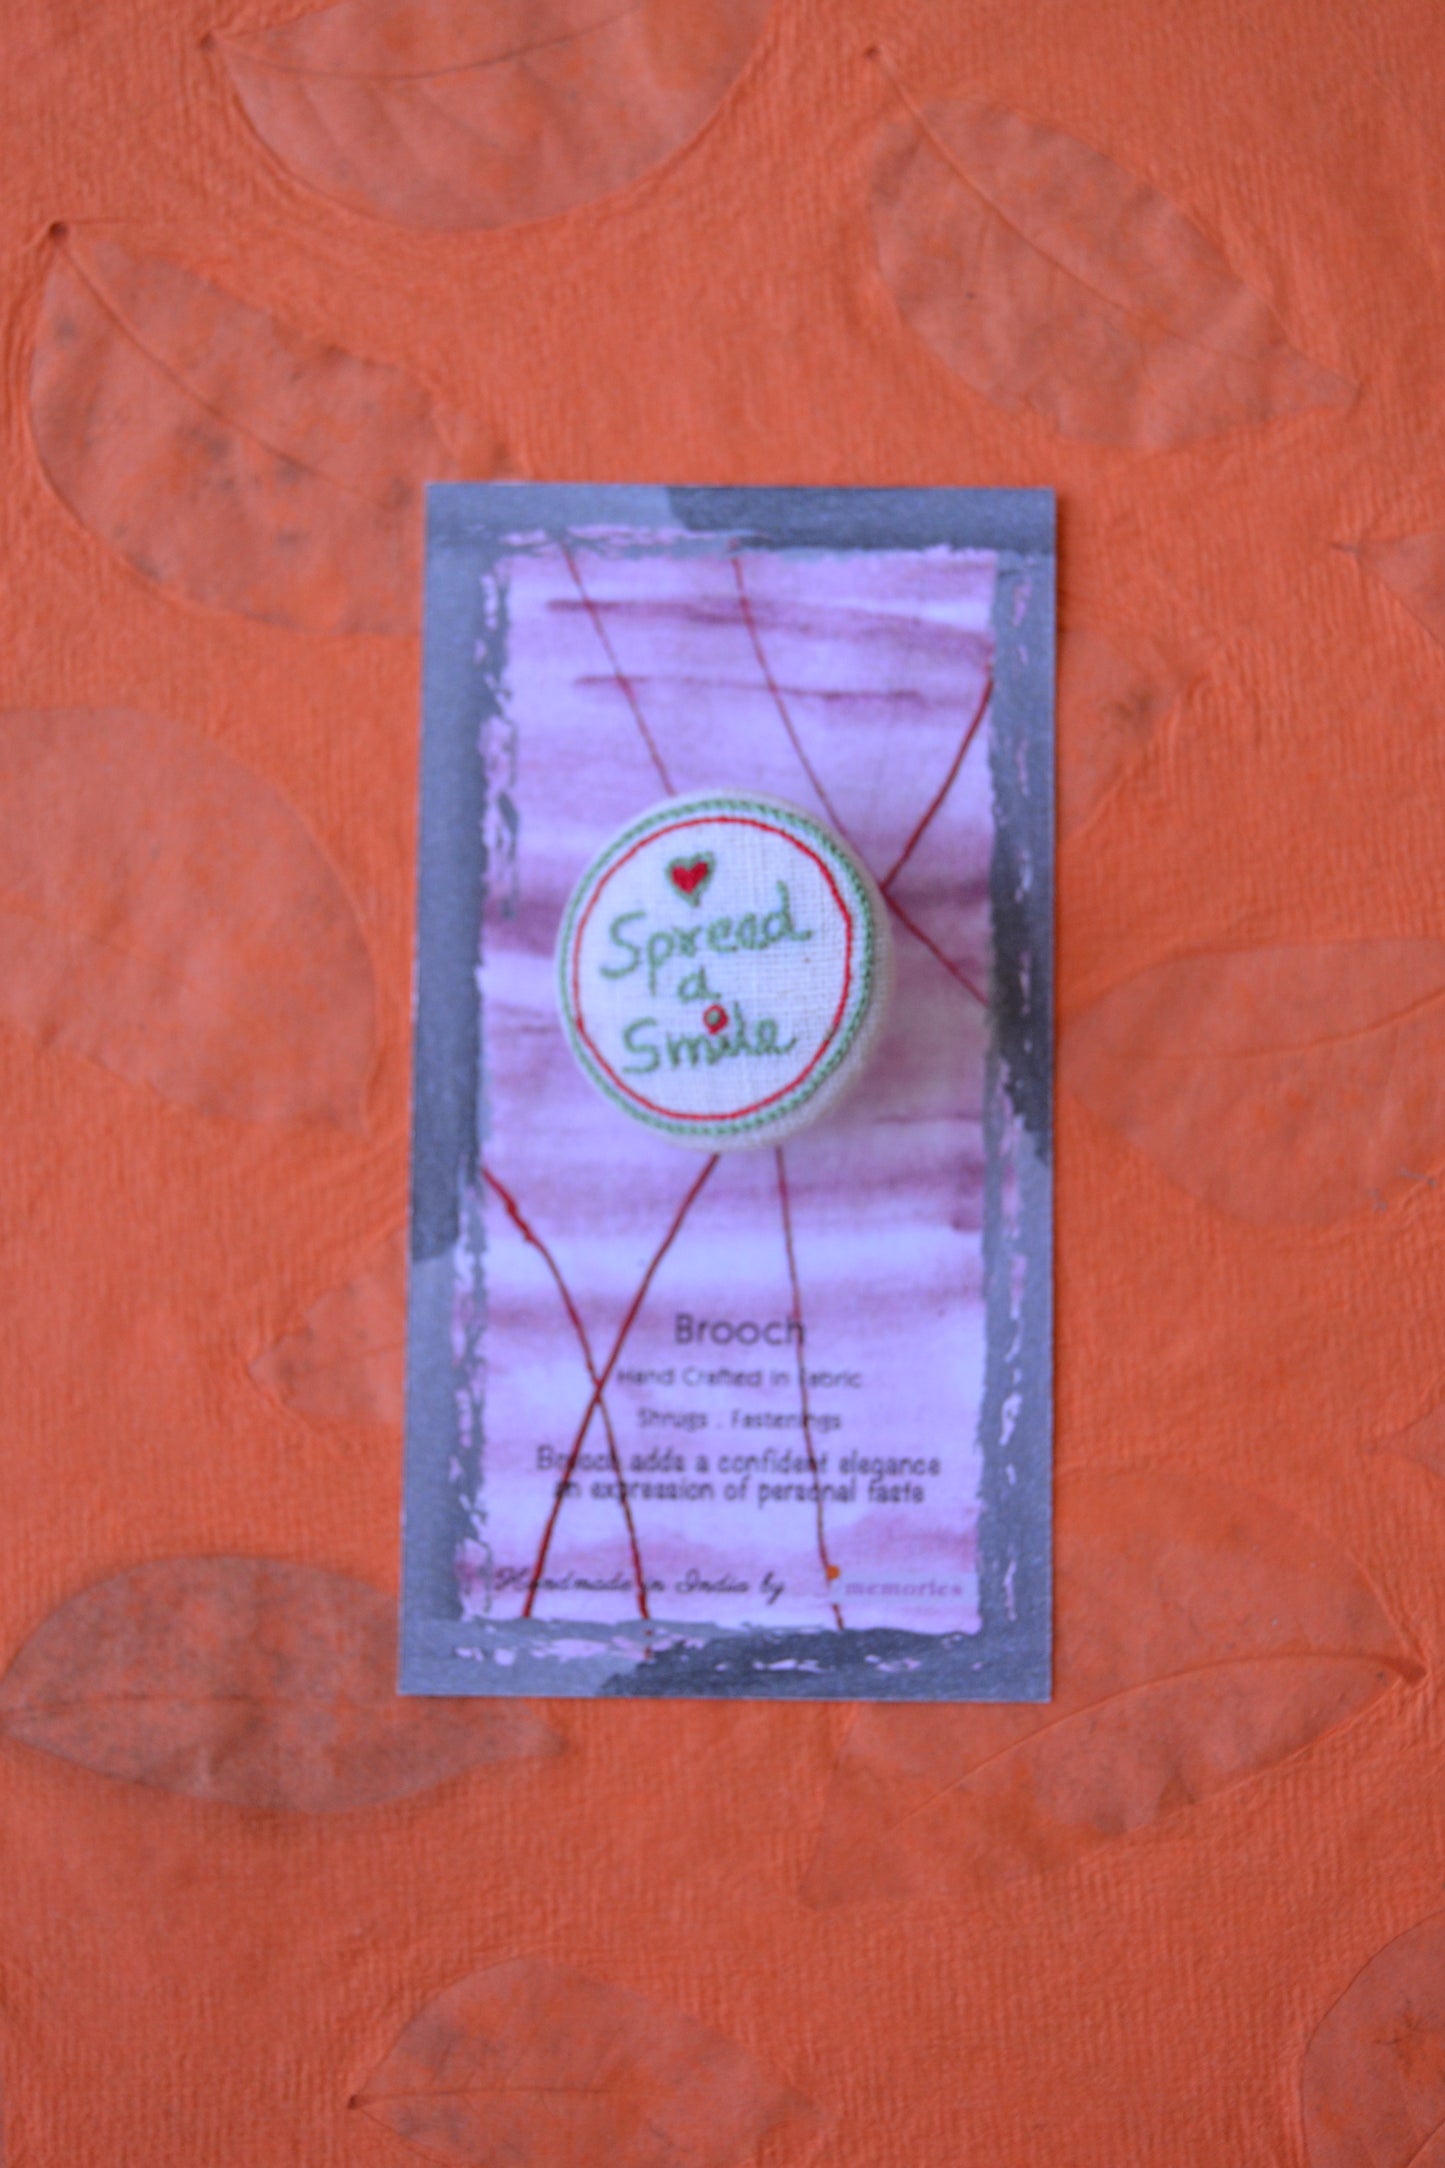 Spread
a
Smile
Brooch
Hand Crafted in Fabric
Shrugs . Fastenings
Brooch adds a confident elegance
an expression of personal taste
Handmade in India by memories